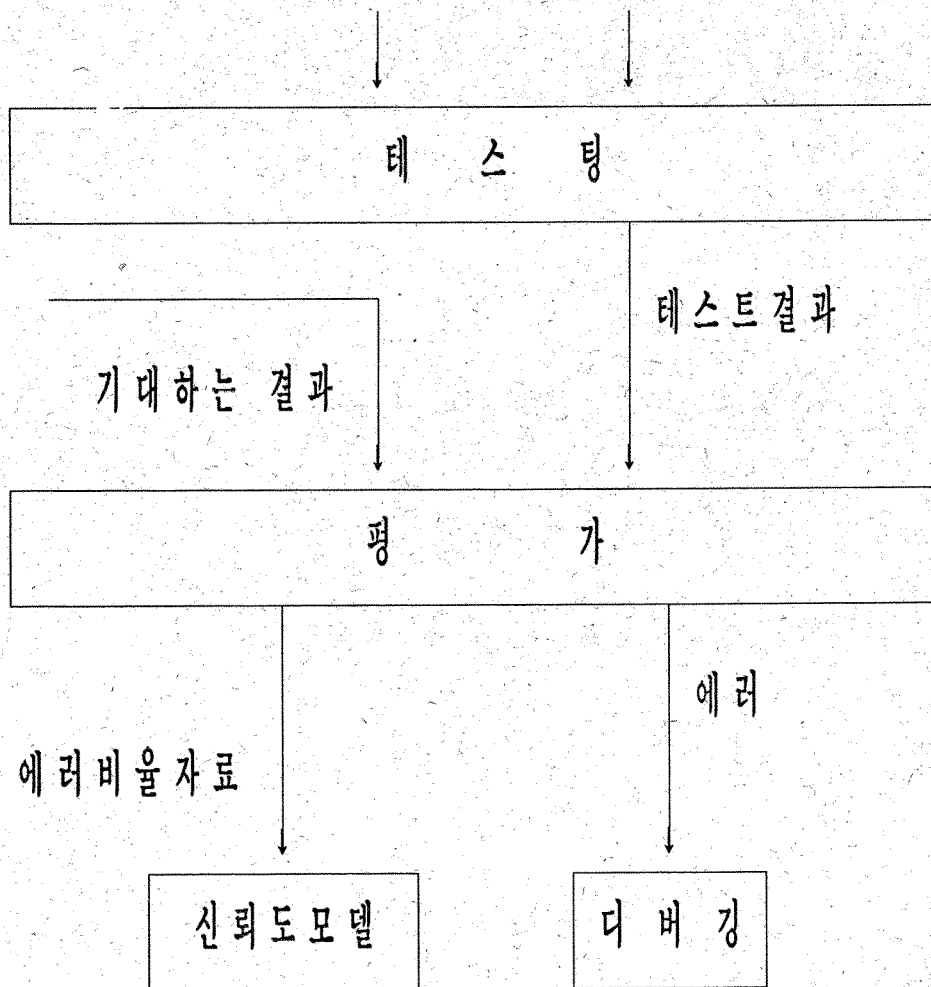 테 스 팅
테스트결과
기대하는 결과
평 가
에러
에러비율자료
신뢰도모델
디 버 깅